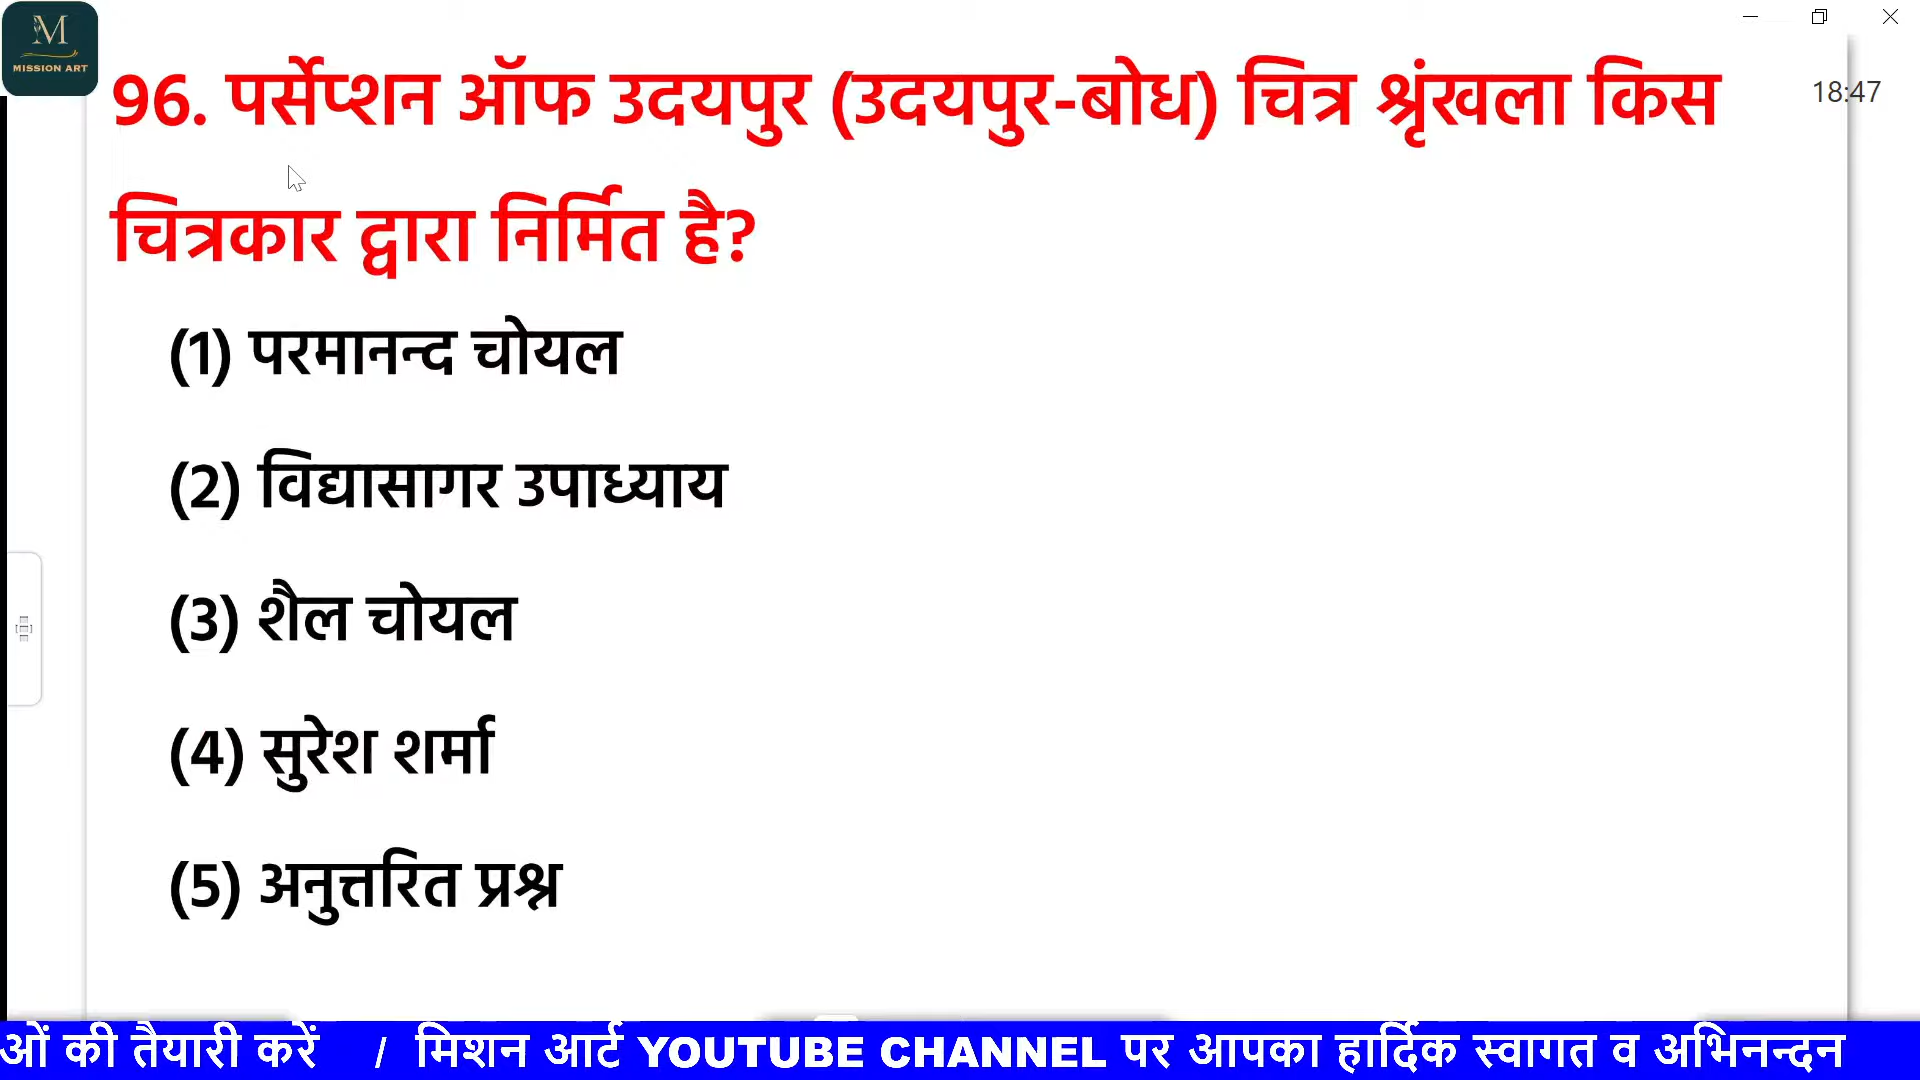 M
MISSION ART
96. पर्सेप्शन ऑफ उदयपुर (उदयपुर-बोध) चित्र श्रृंखला किस
18:47
चित्रकार द्वारा निर्मित है?
(1) परमानन्द चोयल
(2) विद्यासागर उपाध्याय
(3) शैल चोयल
(4) सुरेश शर्मा
(5) अनुत्तरित प्रश्न
ओं की तैयारी करें / मिशन आर्ट YOUTUBE CHANNEL पर आपका हार्दिक स्वागत व अभिनन्दन